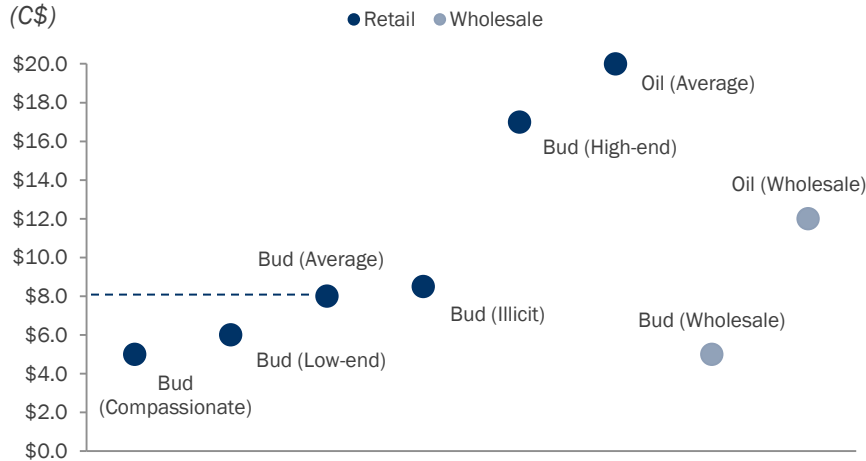 (C$)
Retail Wholesale
$20.0
$18.0
$16.0
$14.0
$12.0
$10.0
$8.0
$6.0
$4.0
$2.0
$0.0
Bud
(Compassionate)
Bud (Low-end)
Bud (Average)
Bud (Illicit)
Bud (High-end)
Oil (Average)
Bud (Wholesale)
Oil (Wholesale)